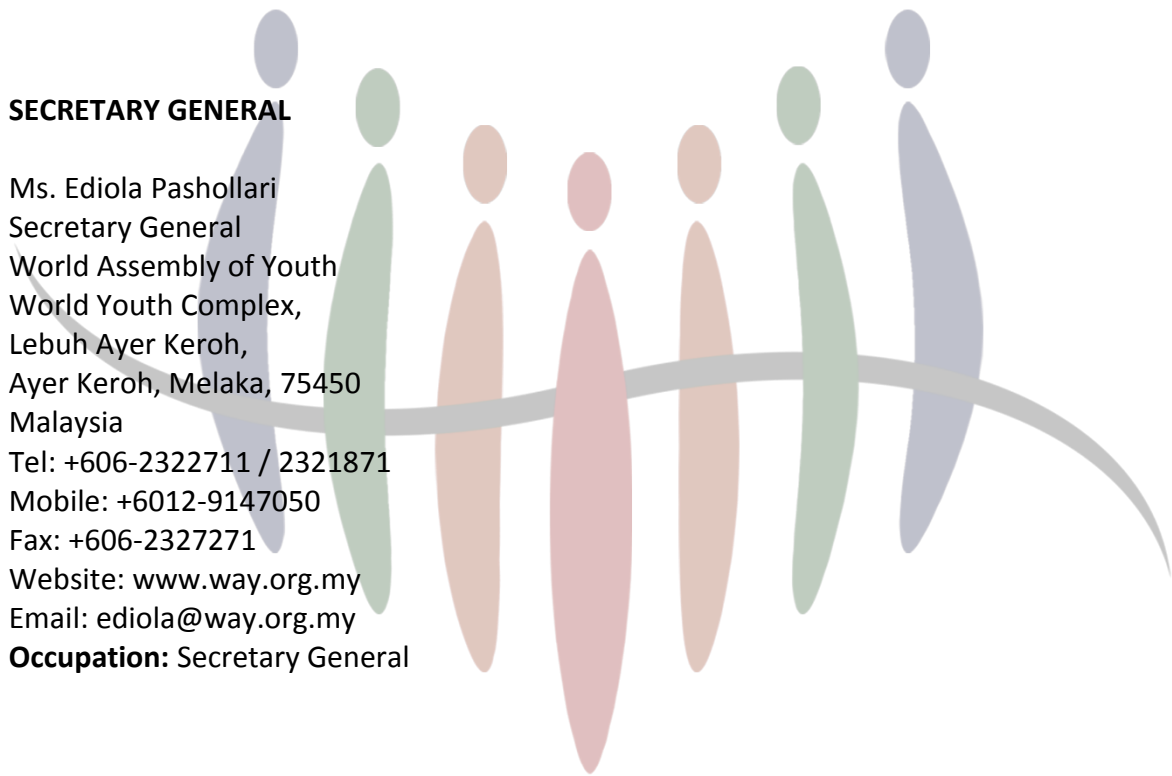 SECRETARY GENERAL
Ms. Ediola Pashollari
Secretary General
World Assembly of Youth
World Youth Complex,
Lebuh Ayer Keroh,
Ayer Keroh, Melaka, 75450
Malaysia
Tel: +606-2322711 / 2321871
Mobile: +6012-9147050
Fax: +606-2327271
Website: www.way.org.my
Email: ediola@way.org.my
Occupation: Secretary General